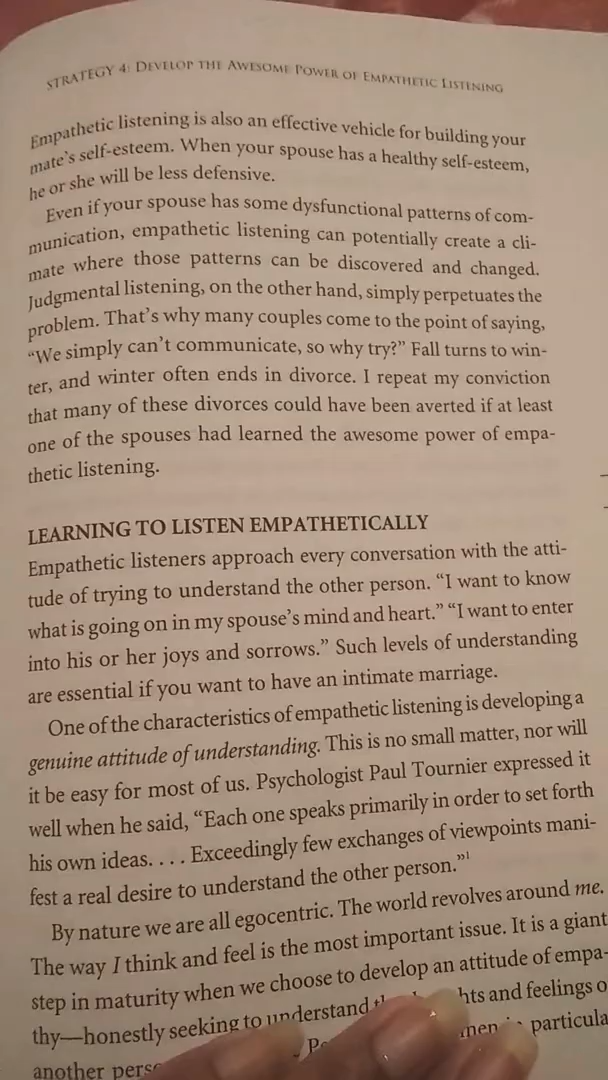 STRATEGY 4: DEVELOP THE AWESOME POWER OF EMPATHETIC LISTENING
Empathetic listening is also an effective vehicle for building your
mate's self-esteem. When your spouse has a healthy self-esteem,
he or she will be less defensive.
Even if your spouse has some dysfunctional patterns of com-
munication, empathetic listening can potentially create a cli-
mate where those patterns can be discovered and changed.
Judgmental listening, on the other hand, simply perpetuates the
problem. That's why many couples come to the point of saying,
“We simply can't communicate, so why try?” Fall turns to win-
ter, and winter often ends in divorce. I repeat my conviction
that many of these divorces could have been averted if at least
one of the spouses had learned the awesome power of empa-
thetic listening.
LEARNING TO LISTEN EMPATHETICALLY
Empathetic listeners approach every conversation with the atti-
tude of trying to understand the other person. “I want to know
what is going on in my spouse's mind and heart.” “I want to enter
into his or her joys and sorrows.” Such levels of understanding
are essential if you want to have an intimate marriage.
One of the characteristics of empathetic listening is developing a
genuine attitude of understanding. This is no small matter, nor will
it be easy for most of us. Psychologist Paul Tournier expressed it
well when he said, “Each one speaks primarily in order to set forth
his own ideas. . . . Exceedingly few exchanges of viewpoints mani-
fest a real desire to understand the other person.”1
By nature we are all egocentric. The world revolves around me.
The way I think and feel is the most important issue. It is a giant
step in maturity when we choose to develop an attitude of empa-
thy—honestly seeking to understand and feelings
another